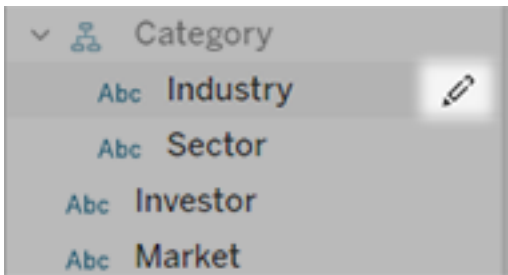 Category
Abc Industry
Abc Sector
Abc Investor
Abc Market